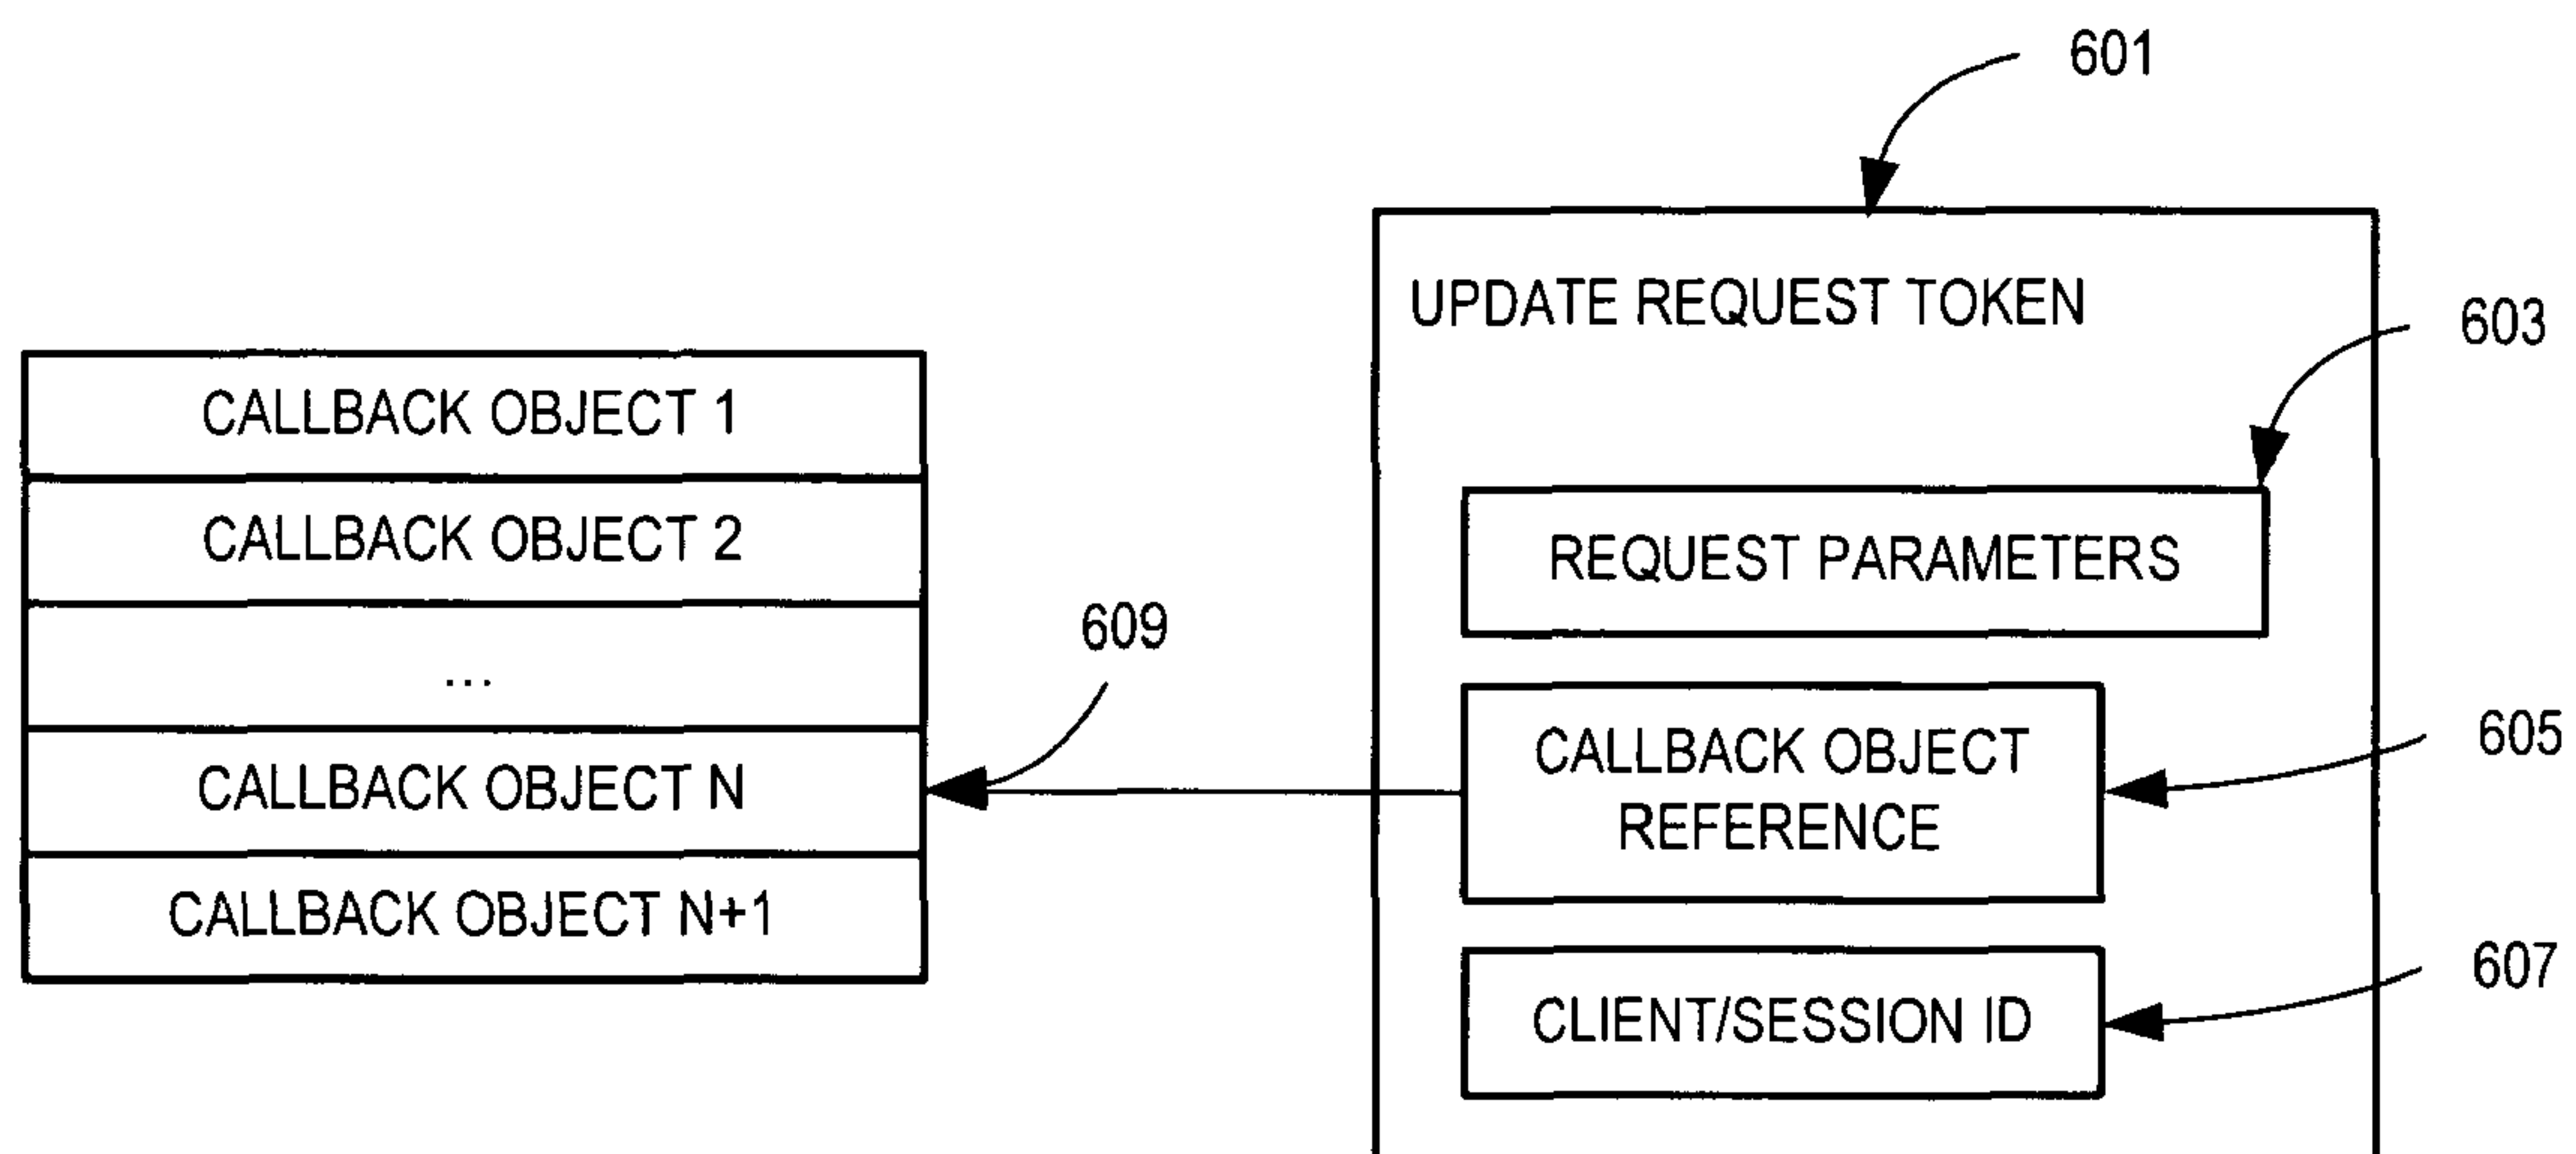 601
UPDATE REQUEST TOKEN
603
CALLBACK OBJECT 1
CALLBACK OBJECT 2
...
CALLBACK OBJECT N
CALLBACK OBJECT N+1
609
REQUEST PARAMETERS
CALLBACK OBJECT
REFERENCE
605
CLIENT/SESSION ID
607